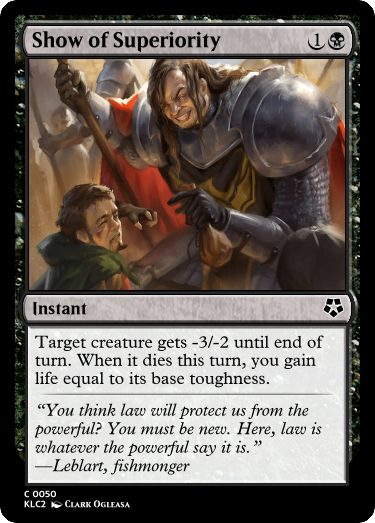 Show of Superiority 1
Instant
Target creature gets -3/-2 until end of
turn. When it dies this turn, you gain
life equal to its base toughness.
“You think law will protect us from the
powerful? You must be new. Here, law is
whatever the powerful say it is.”
—Leblart, fishmonger
C 0050
KLC2 Clark Ogleasa